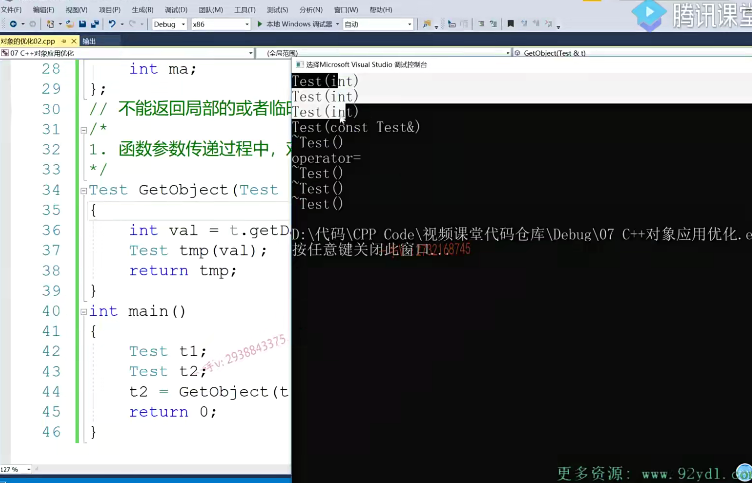 文件(F) 编辑(E) 视图(V) 项目(P) 生成(B) 调试(D) 团队(M) 工具(T) 测试(S) 分析(N) 窗口(W) 帮助(H)
腾讯课堂
Debug x86 本地 Windows 调试器 自动
对象的优化02.cpp 输出
07 C++对象应用优化 (全局范围) GetObject(Test & t)
选择Microsoft Visual Studio 调试控制台
28 int ma;
29 };
30 // 不能返回局部的或者临时
31 /*
32 1. 函数参数传递过程中，对
33 */
34 Test GetObject(Test
35 {
36 int val = t.getD
37 Test tmp(val);
38 return tmp;
39 }
40 int main()
41 {
42 Test t1;
43 Test t2;
44 t2 = GetObject(t
45 return 0;
46 }
Test(int)
Test(int)
Test(int)
Test(const Test&)
~Test()
operator=
~Test()
~Test()
~Test()
D:\代码\CPP Code\视频课堂代码仓库\Debug\07 C++对象应用优化.e
按任意键关闭此窗口...
2938843375
127 %
更多资源: www.92yd1.com